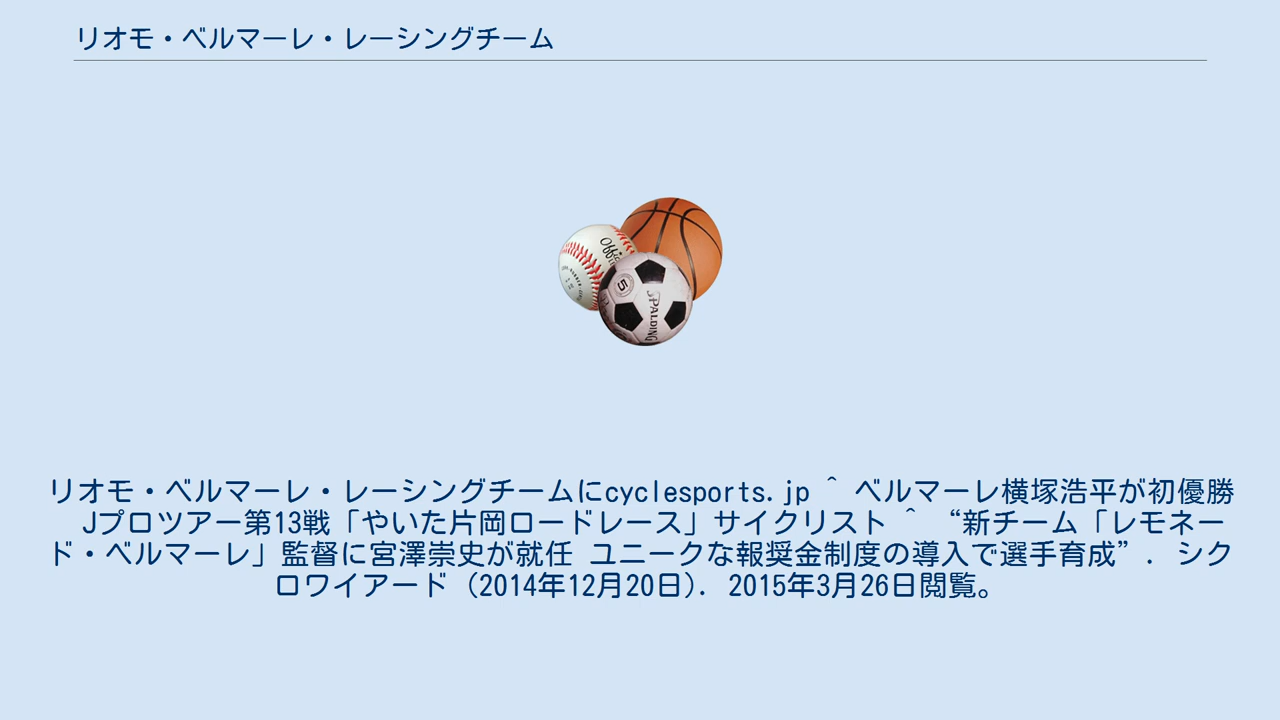 リオモ・ベルマーレ・レーシングチーム
Offic
5
SPALDING
リオモ・ベルマーレ・レーシングチームにcyclesports.jp ^ ベルマーレ横塚浩平が初優勝
Jプロツアー第13戦「やいた片岡ロードレース」サイクリスト ^ “新チーム「レモネー
ド・ベルマーレ」監督に宮澤崇史が就任 ユニークな報奨金制度の導入で選手育成”. シク
ロワイアード (2014年12月20日). 2015年3月26日閲覧。